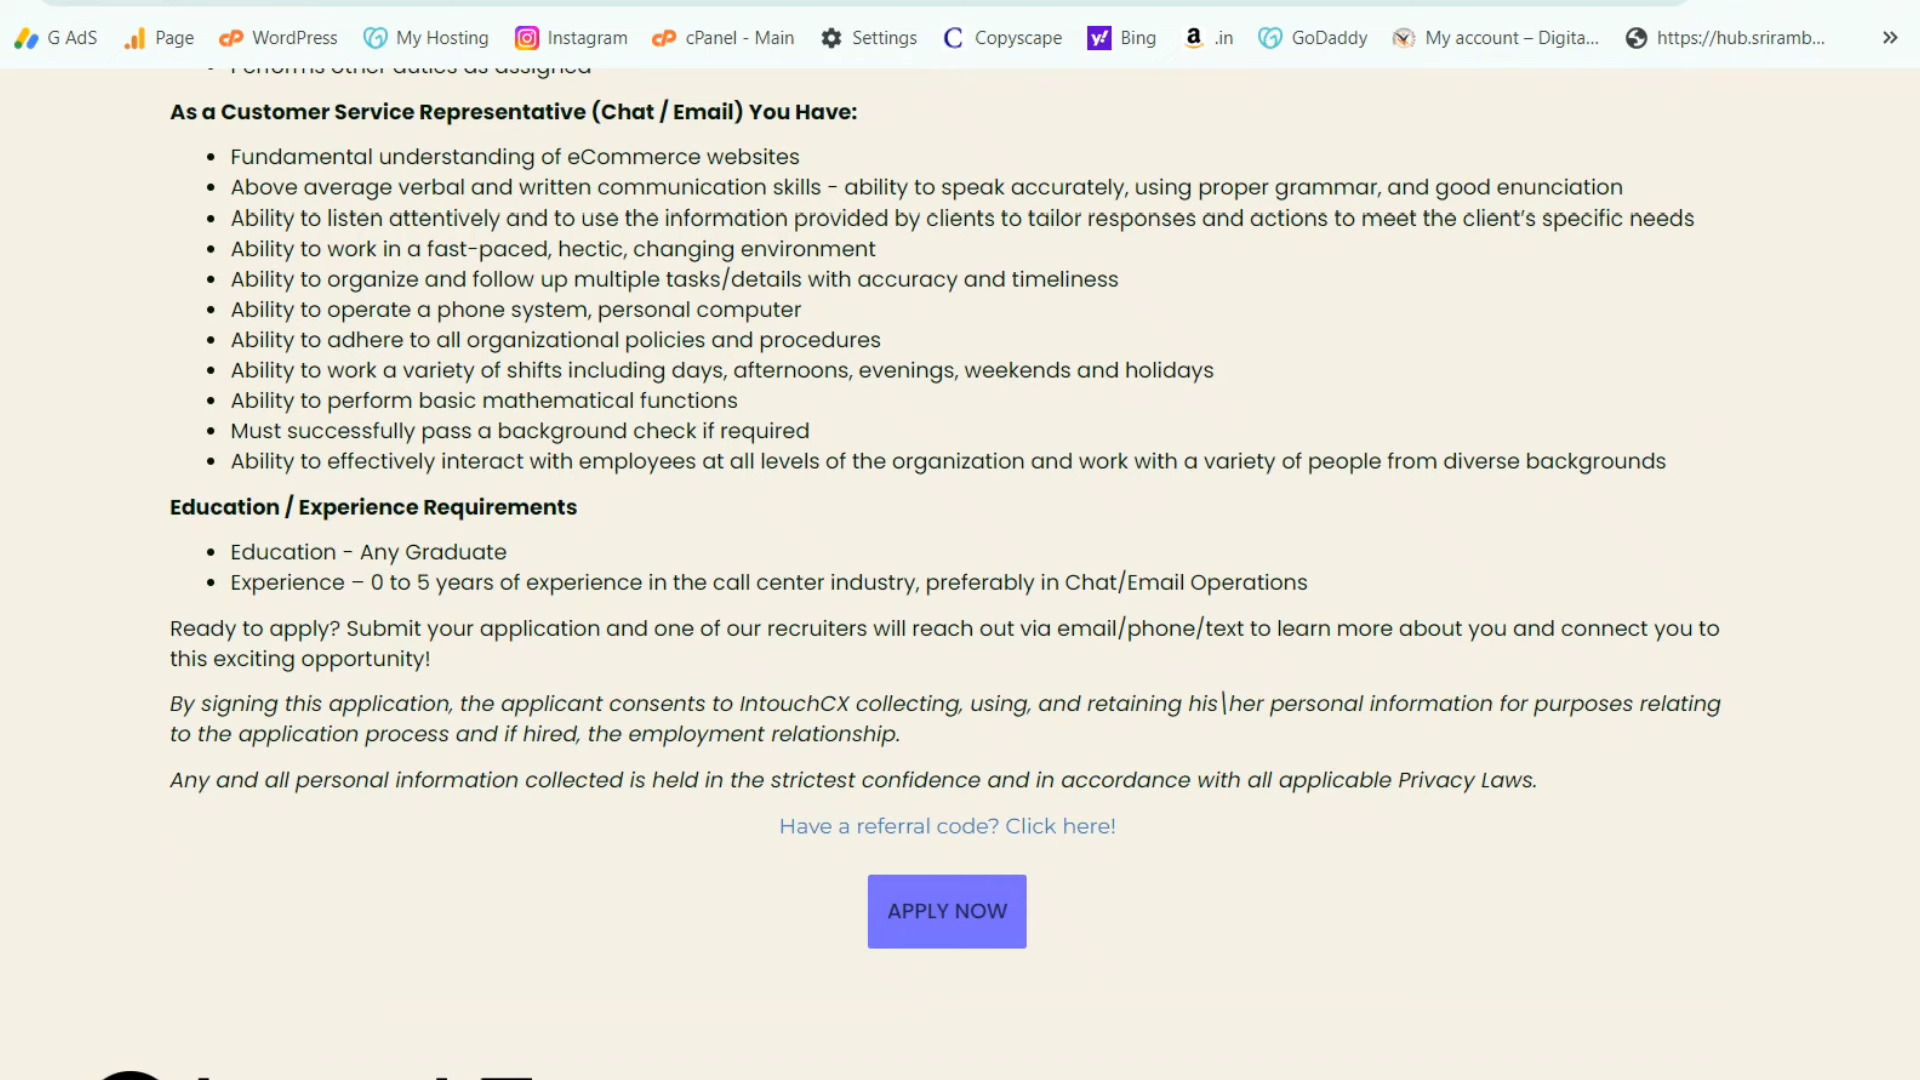 G AdS Page WordPress My Hosting Instagram cPanel - Main Settings Copyscape Bing .in GoDaddy My account – Digita... https://hub.sriramb... »
Performs other duties as assigned
As a Customer Service Representative (Chat / Email) You Have:
• Fundamental understanding of eCommerce websites
• Above average verbal and written communication skills - ability to speak accurately, using proper grammar, and good enunciation
• Ability to listen attentively and to use the information provided by clients to tailor responses and actions to meet the client’s specific needs
• Ability to work in a fast-paced, hectic, changing environment
• Ability to organize and follow up multiple tasks/details with accuracy and timeliness
• Ability to operate a phone system, personal computer
• Ability to adhere to all organizational policies and procedures
• Ability to work a variety of shifts including days, afternoons, evenings, weekends and holidays
• Ability to perform basic mathematical functions
• Must successfully pass a background check if required
• Ability to effectively interact with employees at all levels of the organization and work with a variety of people from diverse backgrounds
Education / Experience Requirements
• Education - Any Graduate
• Experience – 0 to 5 years of experience in the call center industry, preferably in Chat/Email Operations
Ready to apply? Submit your application and one of our recruiters will reach out via email/phone/text to learn more about you and connect you to
this exciting opportunity!
By signing this application, the applicant consents to IntouchCX collecting, using, and retaining his\her personal information for purposes relating
to the application process and if hired, the employment relationship.
Any and all personal information collected is held in the strictest confidence and in accordance with all applicable Privacy Laws.
Have a referral code? Click here!
APPLY NOW